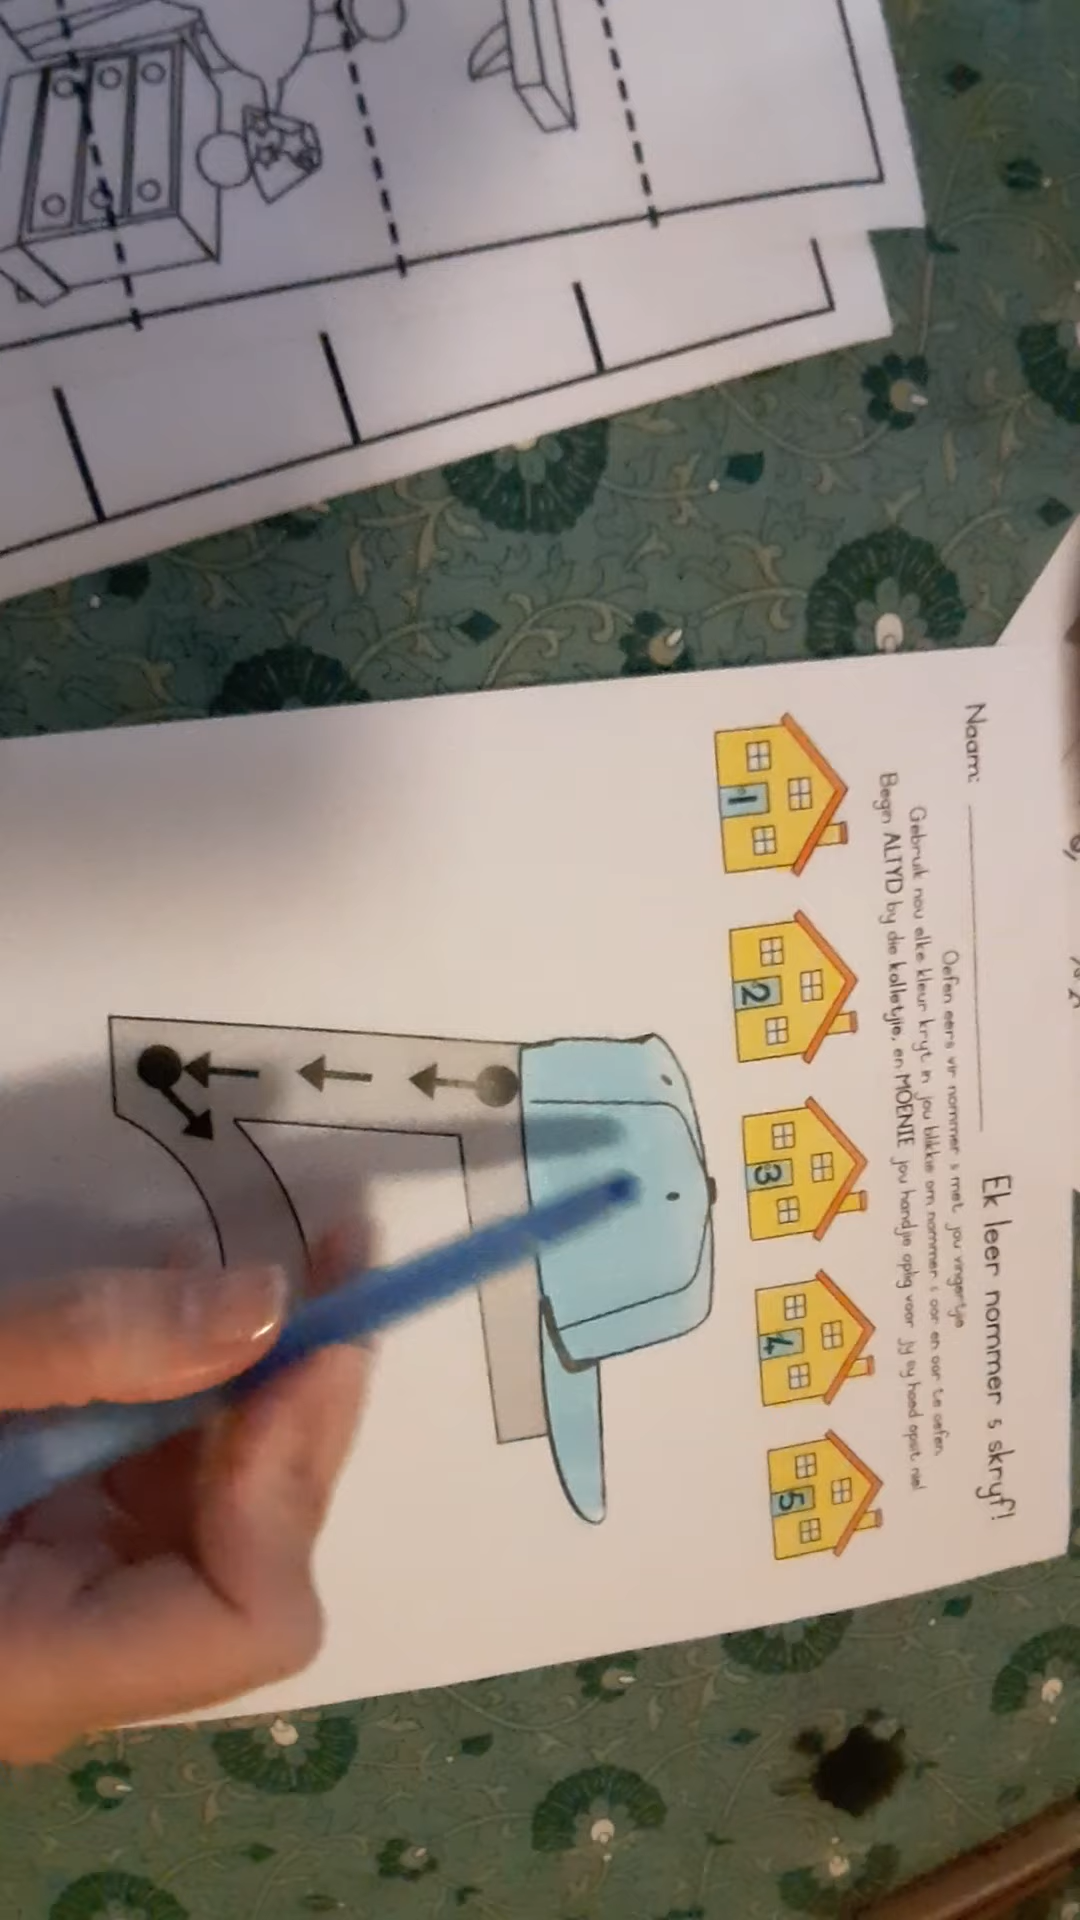 Ek leer nommer 5 skryf!
Naam:
Oefen eers vir nommer 5 met jou vingertjie
Gebruik nou elke kleur kryt in jou blikkie om nommer 5 oor en oor te oefen.
Begin ALTYD by die kolletjie, en MOENIE jou handjie oplig voor jy sy hoed opsit nie!
1 2 3 4 5